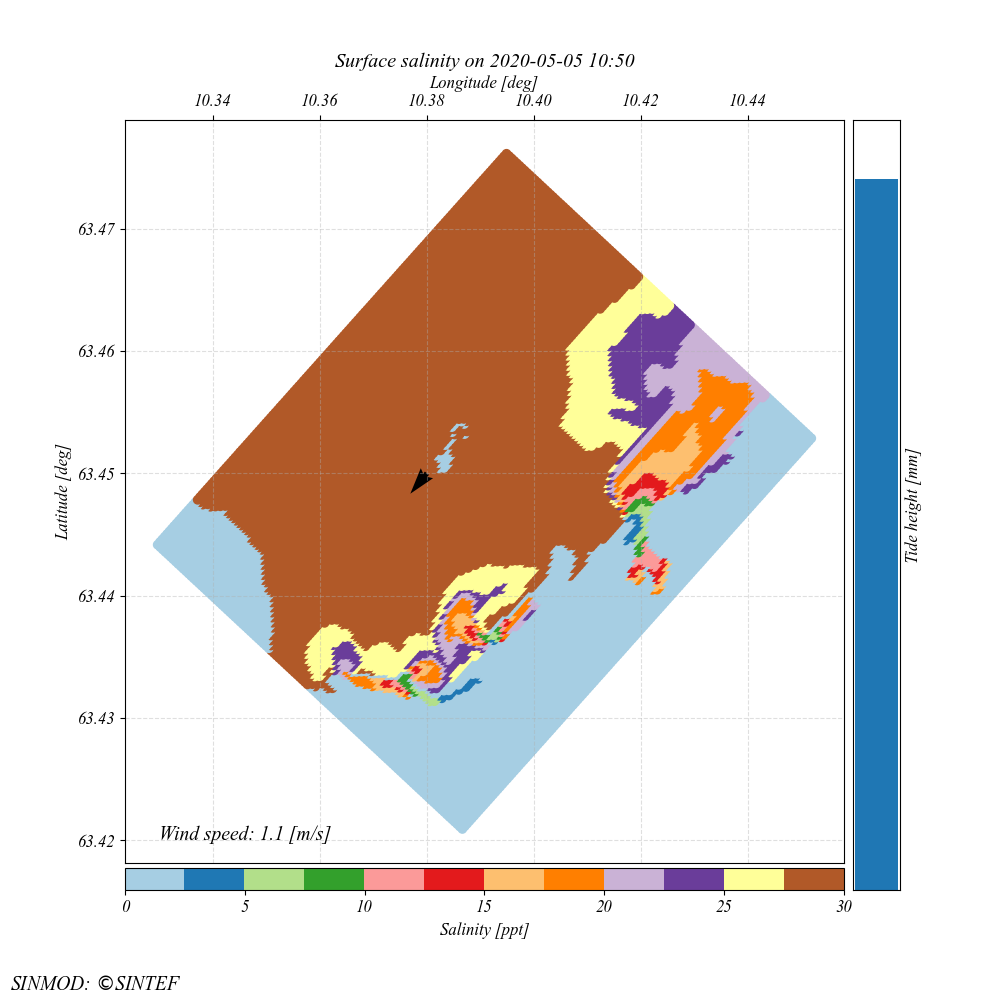 Surface salinity on 2020-05-05 10:50
Longitude [deg]
10.34 10.36 10.38 10.40 10.42 10.44
63.47
63.46
63.45
63.44
63.43
63.42
Latitude [deg]
Tide height [mm]
Wind speed: 1.1 [m/s]
0 5 10 15 20 25 30
Salinity [ppt]
SINMOD: ©SINTEF